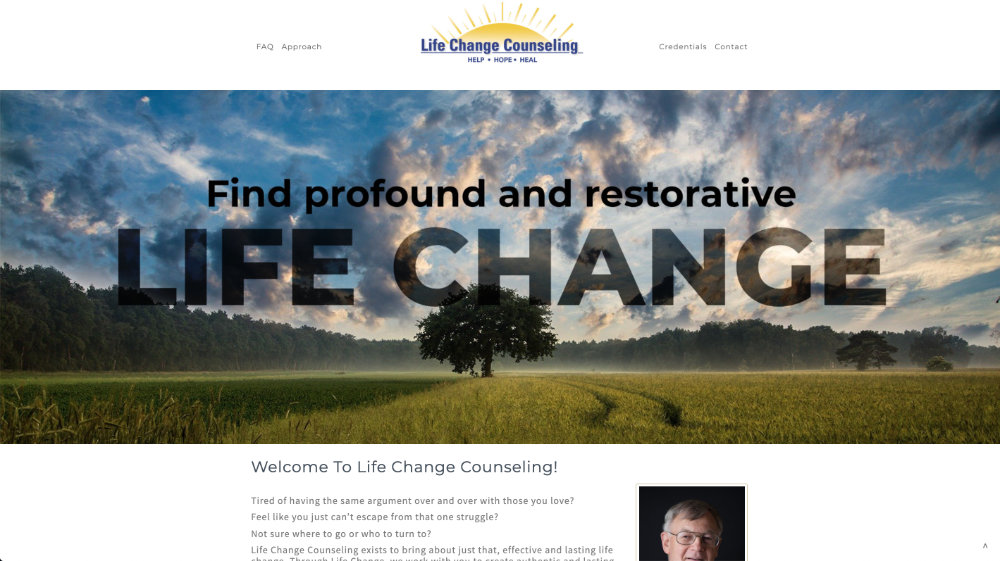 FAQ Approach
Life Change Counseling
HELP • HOPE • HEAL
Credentials Contact
Find profound and restorative
LIFE CHANGE
Welcome To Life Change Counseling!
Tired of having the same argument over and over with those you love?
Feel like you just can't escape from that one struggle?
Not sure where to go or who to turn to?
Life Change Counseling exists to bring about just that, effective and lasting life
change. Through Life Change, we work with you to create authentic and lasting